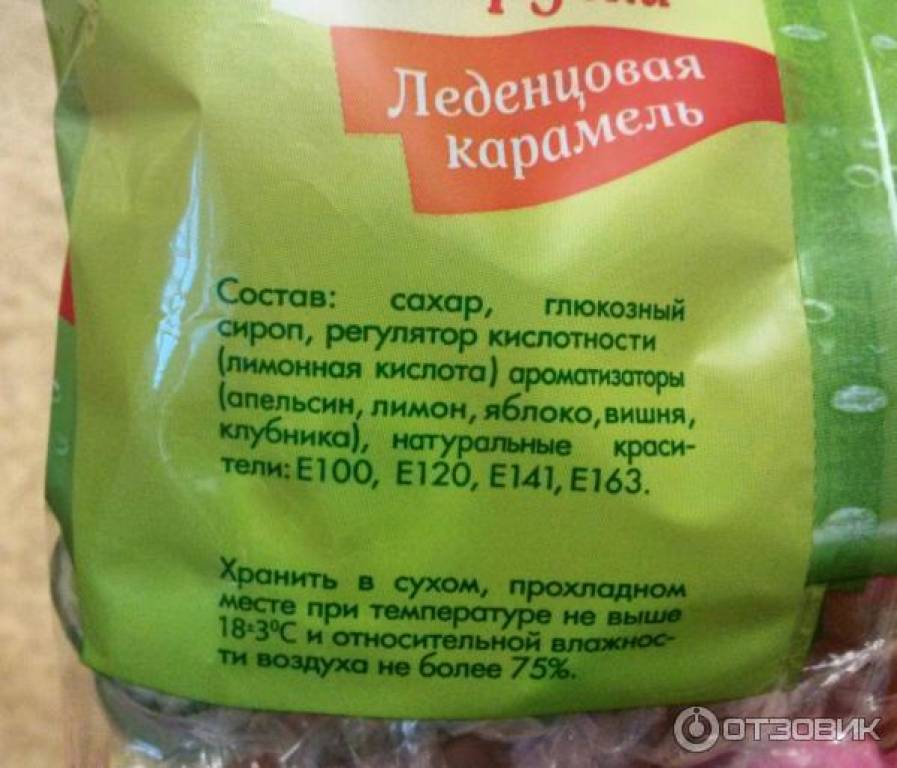 Леденцовая
карамель
Состав: сахар, глюкозный
сироп, регулятор кислотности
(лимонная кислота) ароматизаторы
(апельсин, лимон, яблоко, вишня,
клубника), натуральные краси-
тели: Е100, Е120, Е141, Е163.
Хранить в сухом, прохладном
месте при температуре не выше
18±3°С и относительной влажнос-
ти воздуха не более 75%.
ОТЗОВИК